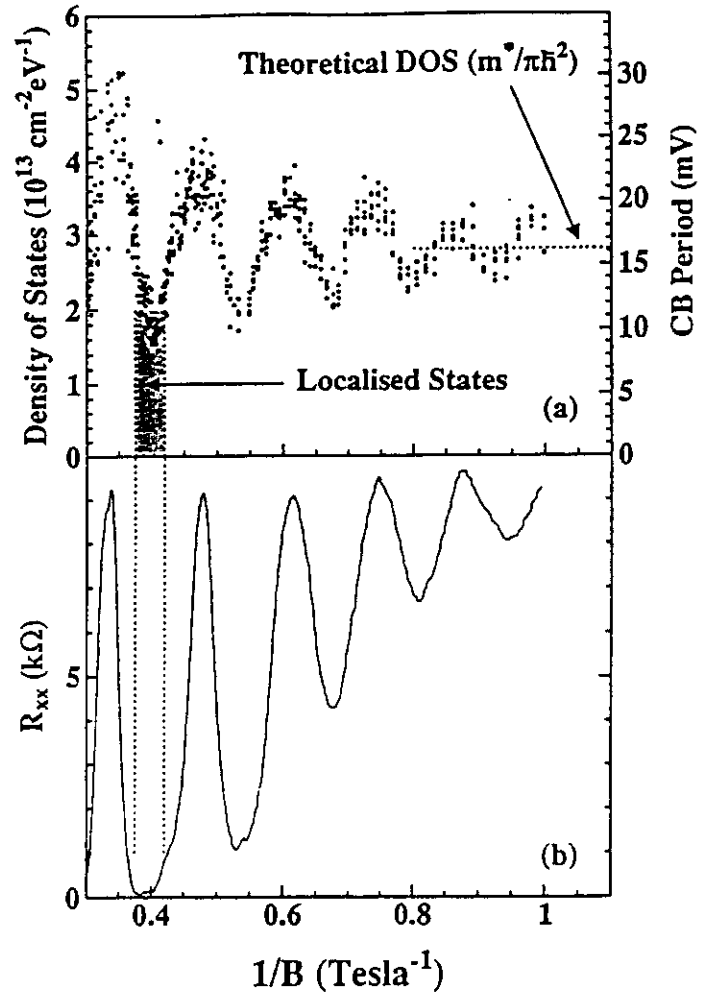 6
5
4
3
2
1
0
Density of States (10¹³ cm⁻²eV⁻¹)
Theoretical DOS (m*/πħ²)
30
25
20
15
10
5
0
CB Period (mV)
Localised States
(a)
5
0
Rₓₓ (kΩ)
(b)
0.4
0.6
0.8
1
1/B (Tesla⁻¹)